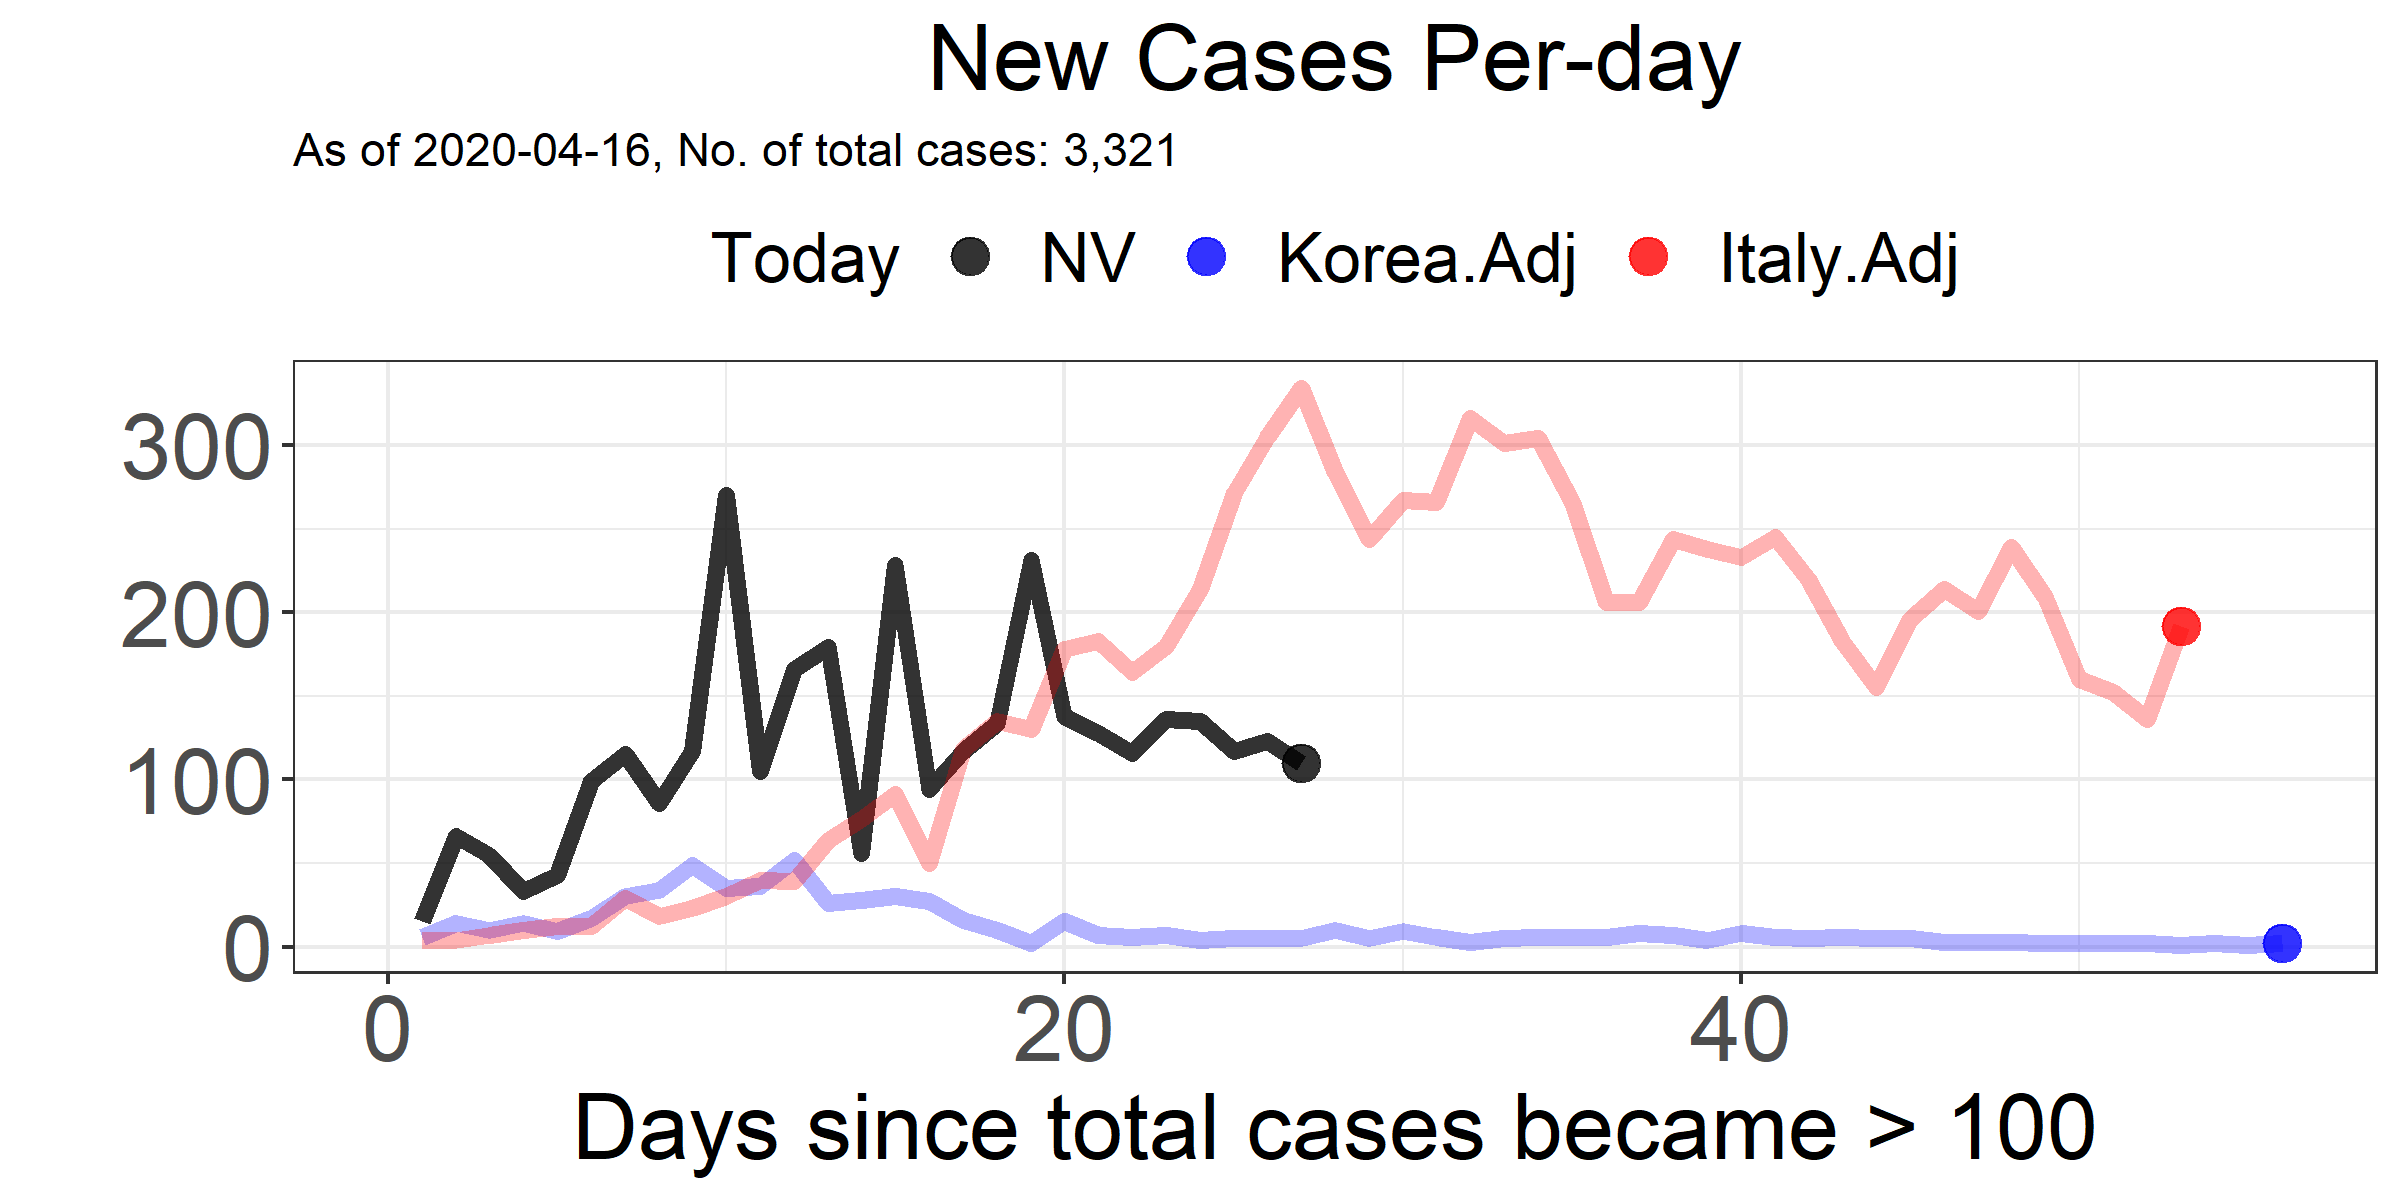 New Cases Per-day
As of 2020-04-16, No. of total cases: 3,321
Today NV Korea.Adj Italy.Adj
300
200
100
0
0 20 40
Days since total cases became > 100